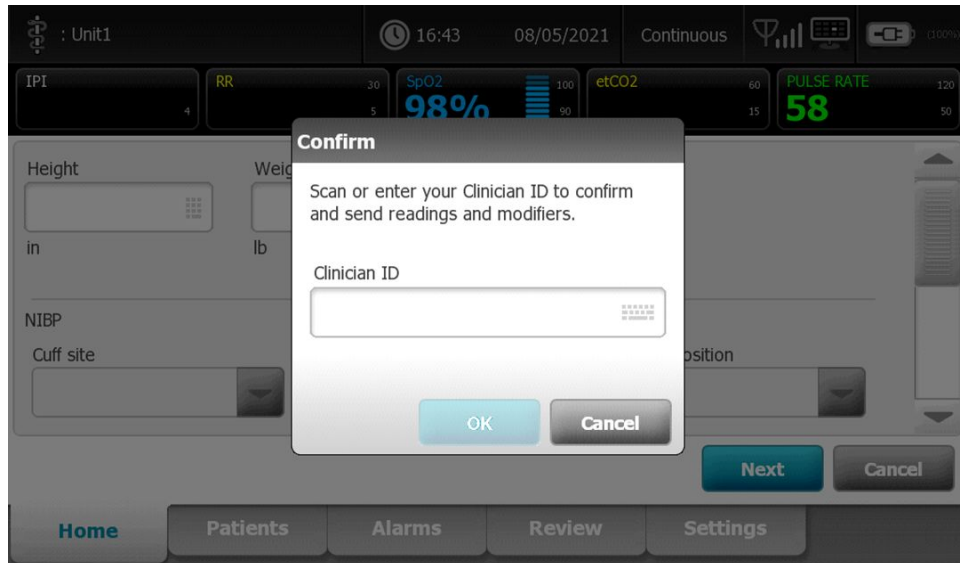 : Unit1
16:43
08/05/2021
Continuous
(100%)
IPI
4
RR
30
5
SpO2
98%
100
90
etCO2
60
15
PULSE RATE
58
120
50
Confirm
Scan or enter your Clinician ID to confirm
and send readings and modifiers.
Clinician ID
OK
Cancel
Height
in
Weig
lb
NIBP
Cuff site
osition
Next
Cancel
Home
Patients
Alarms
Review
Settings